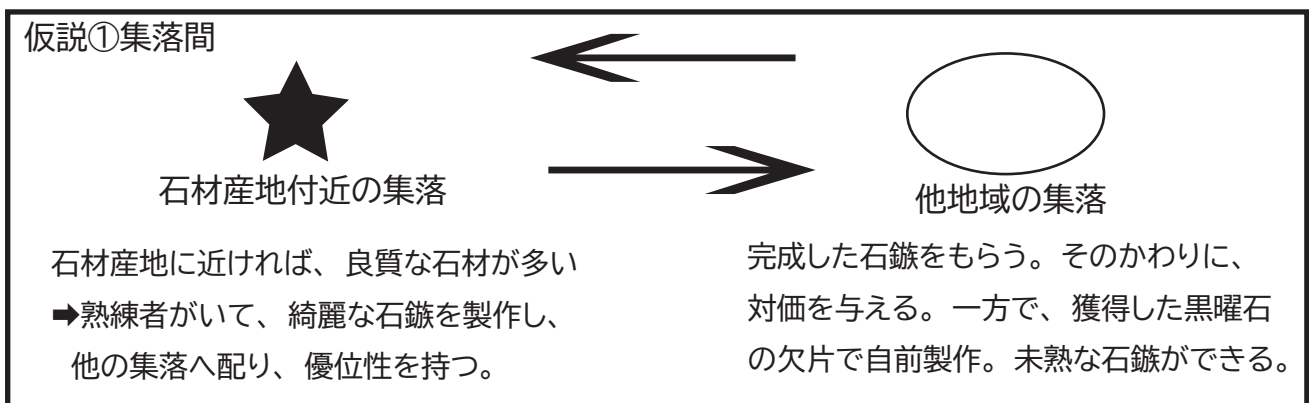 仮説①集落間
石材産地付近の集落
他地域の集落
石材産地に近ければ、良質な石材が多い
➡熟練者がいて、綺麗な石鏃を製作し、
他の集落へ配り、優位性を持つ。
完成した石鏃をもらう。そのかわりに、
対価を与える。一方で、獲得した黒曜石
の欠片で自前製作。未熟な石鏃ができる。